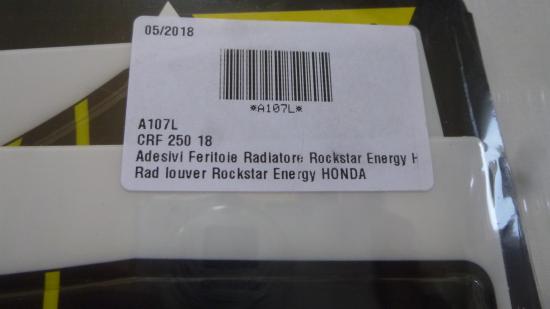 05/2018
*A107L*
A107L
CRF 250 18
Adesivi Feritoie Radiatore Rockstar Energy H
Rad louver Rockstar Energy HONDA